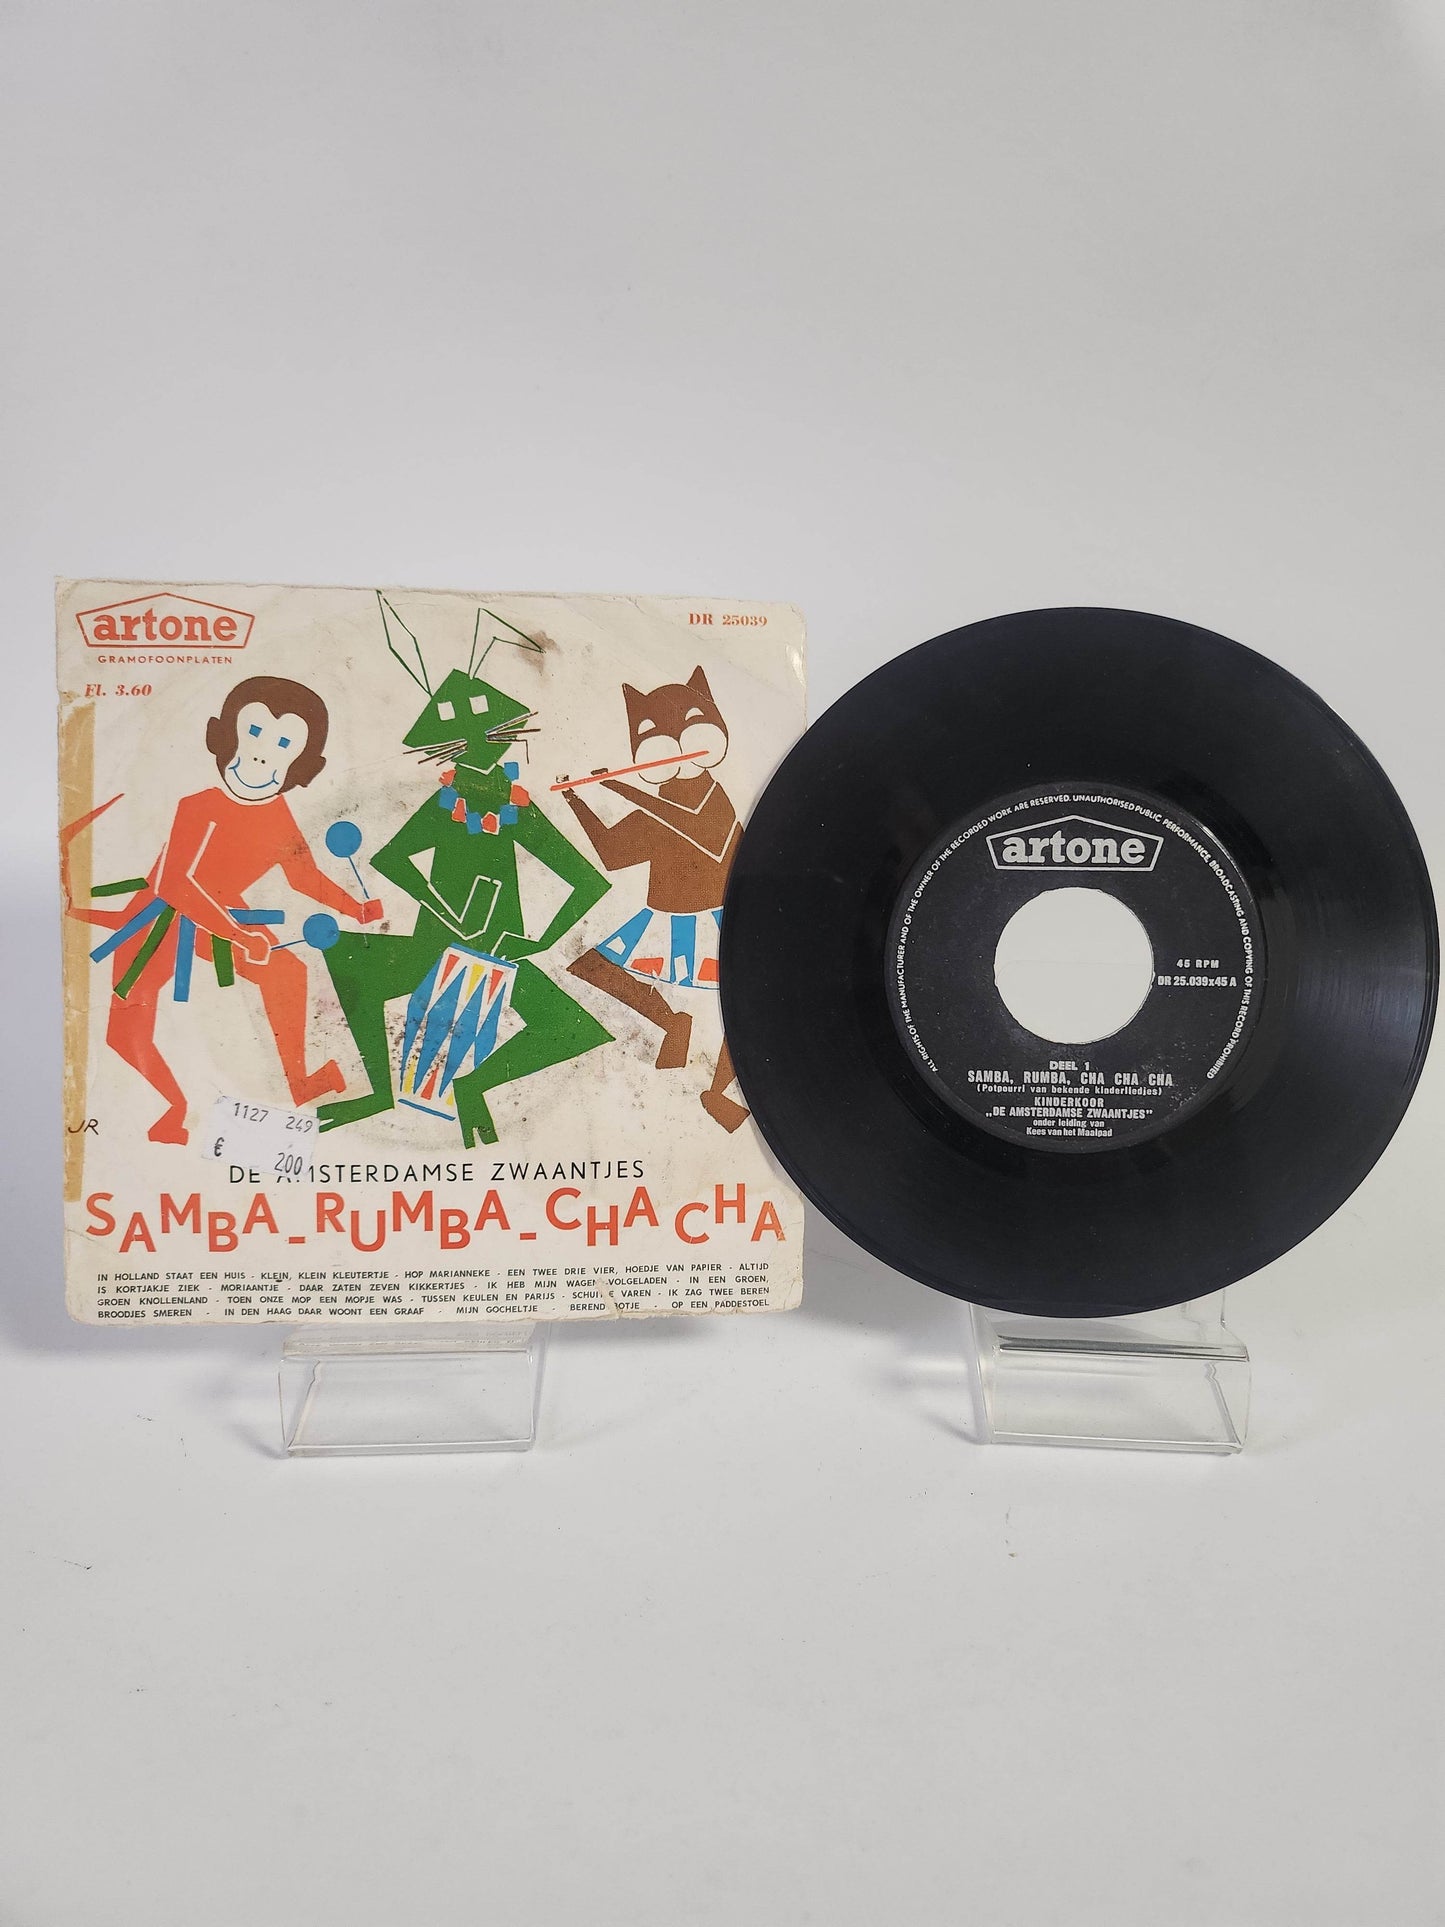 artone
GRAMOFOONPLATEN
DR 25039
Fl. 3.60
JR
1127 249
€ 200
DE AMSTERDAMSE ZWAANTJES
SAMBA-RUMBA-CHA CHA
IN HOLLAND STAAT EEN HUIS - KLEIN, KLEIN KLEUTERTJE - HOP MARIANNEKE - EEN TWEE DRIE VIER, HOEDJE VAN PAPIER - ALTIJD
IS KORTJAKJE ZIEK - MORIAANTJE - DAAR ZATEN ZEVEN KIKKERTJES - IK HEB MIJN WAGEN VOLGELADEN - IN EEN GROEN,
GROEN KNOLLENLAND - TOEN ONZE MOP EEN MOPJE WAS - TUSSEN KEULEN EN PARIJS - SCHUITJE VAREN - IK ZAG TWEE BEREN
BROODJES SMEREN - IN DEN HAAG DAAR WOONT EEN GRAAF - MIJN GOCHELTJE - BEREND BOTJE - OP EEN PADDESTOEL
ALL RIGHTS OF THE MANUFACTURER AND OF THE OWNER OF THE RECORDED WORK ARE RESERVED. UNAUTHORISED PUBLIC PERFORMANCE, BROADCASTING AND COPYING OF THIS RECORD PROHIBITED
artone
45 RPM
DR 25.039x45 A
DEEL 1
SAMBA, RUMBA, CHA CHA CHA
(Potpourri van bekende kinderliedjes)
KINDERKOOR
„DE AMSTERDAMSE ZWAANTJES"
onder leiding van
Kees van het Maalpad